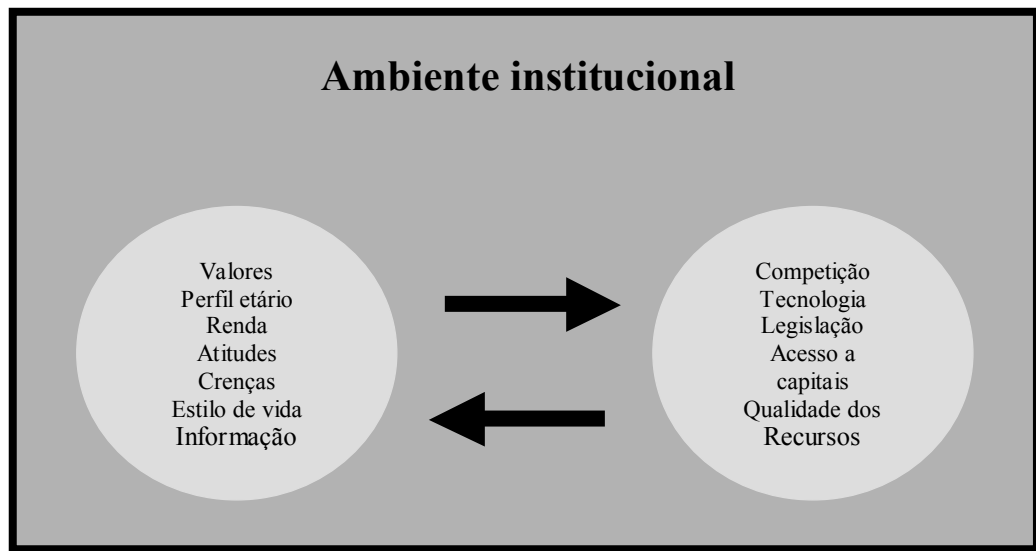 Ambiente institucional
Valores
Perfil etário
Renda
Atitudes
Crenças
Estilo de vida
Informação
Competição
Tecnologia
Legislação
Acesso a
capitais
Qualidade dos
Recursos